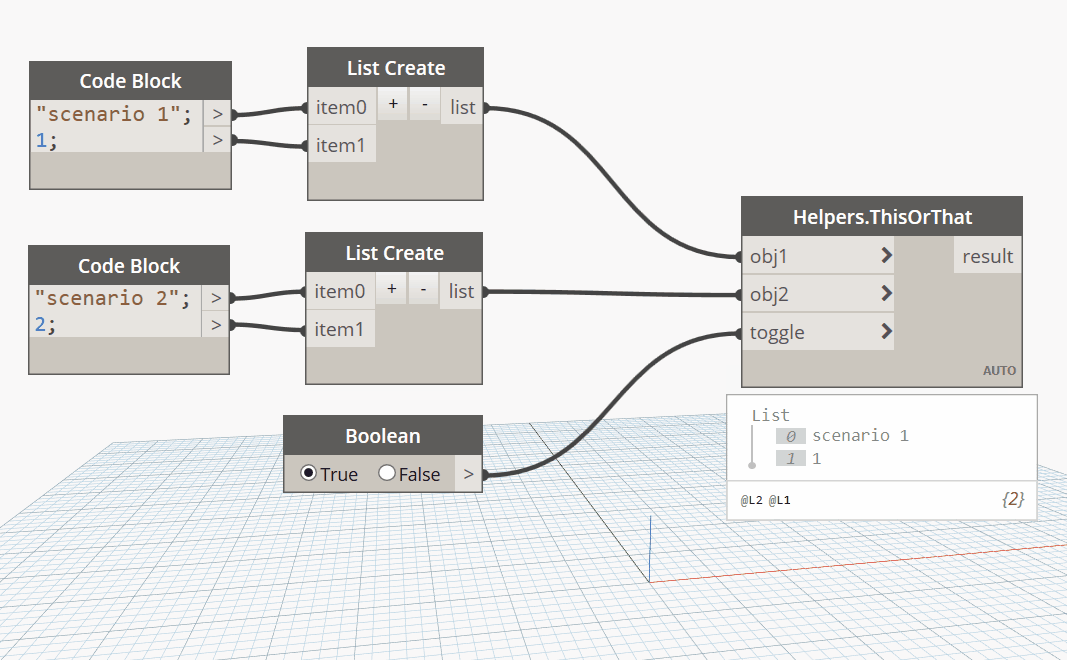 Code Block
"scenario 1"; >
1; >
List Create
item0 + - list
item1
Code Block
"scenario 2"; >
2; >
List Create
item0 + - list
item1
Boolean
True False >
Helpers.ThisOrThat
obj1 > result
obj2 >
toggle >
AUTO
List
0 scenario 1
1 1
@L2 @L1 {2}